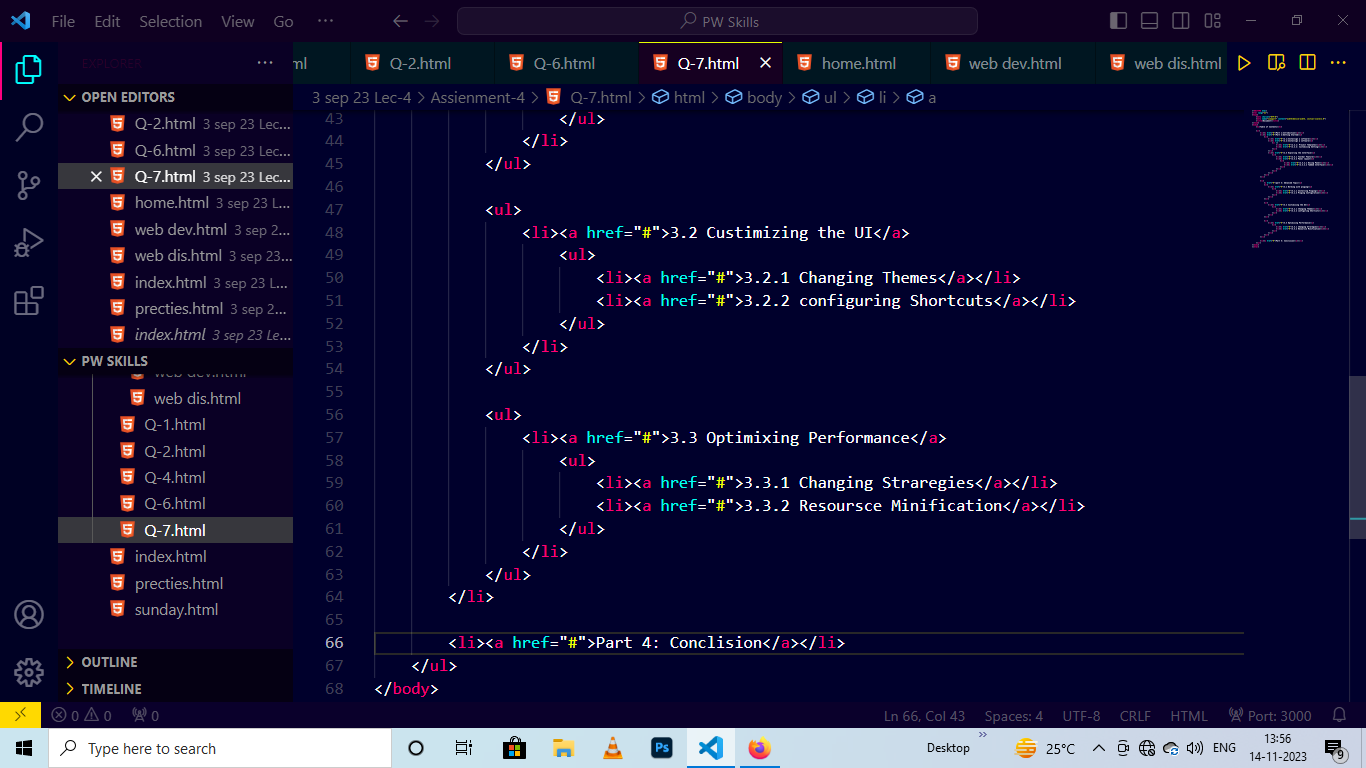 File Edit Selection View Go ··· PW Skills
EXPLORER ···
OPEN EDITORS
Q-2.html 3 sep 23 Lec...
Q-6.html 3 sep 23 Lec...
Q-7.html 3 sep 23 Lec...
home.html 3 sep 23 L...
web dev.html 3 sep 2...
web dis.html 3 sep 23...
index.html 3 sep 23 L...
precties.html 3 sep 2...
index.html 3 sep 23 Le...
PW SKILLS
web dev.html
web dis.html
Q-1.html
Q-2.html
Q-4.html
Q-6.html
Q-7.html
index.html
precties.html
sunday.html
OUTLINE
TIMELINE
ml Q-2.html Q-6.html Q-7.html home.html web dev.html web dis.html
3 sep 23 Lec-4 > Assienment-4 > Q-7.html > html > body > ul > li > a
43 </ul>
44 </li>
45 </ul>
46
47 <ul>
48 <li><a href="#">3.2 Custimizing the UI</a>
49 <ul>
50 <li><a href="#">3.2.1 Changing Themes</a></li>
51 <li><a href="#">3.2.2 configuring Shortcuts</a></li>
52 </ul>
53 </li>
54 </ul>
55
56 <ul>
57 <li><a href="#">3.3 Optimixing Performance</a>
58 <ul>
59 <li><a href="#">3.3.1 Changing Straregies</a></li>
60 <li><a href="#">3.3.2 Resoursce Minification</a></li>
61 </ul>
62 </li>
63 </ul>
64 </li>
65
66 <li><a href="#">Part 4: Conclision</a></li>
67 </ul>
68 </body>
0 0 0 Ln 66, Col 43 Spaces: 4 UTF-8 CRLF HTML Port: 3000
Type here to search Ps Desktop » 25°C ENG 13:56
14-11-2023 9